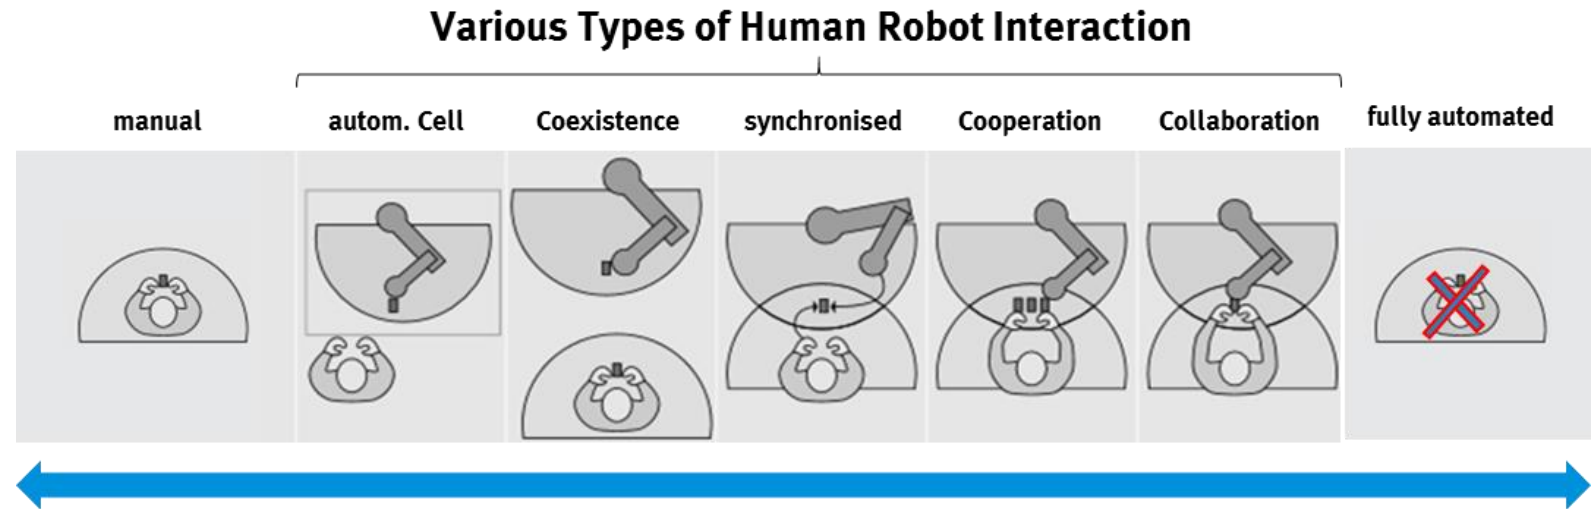 Various Types of Human Robot Interaction
manual
autom. Cell
Coexistence
synchronised
Cooperation
Collaboration
fully automated